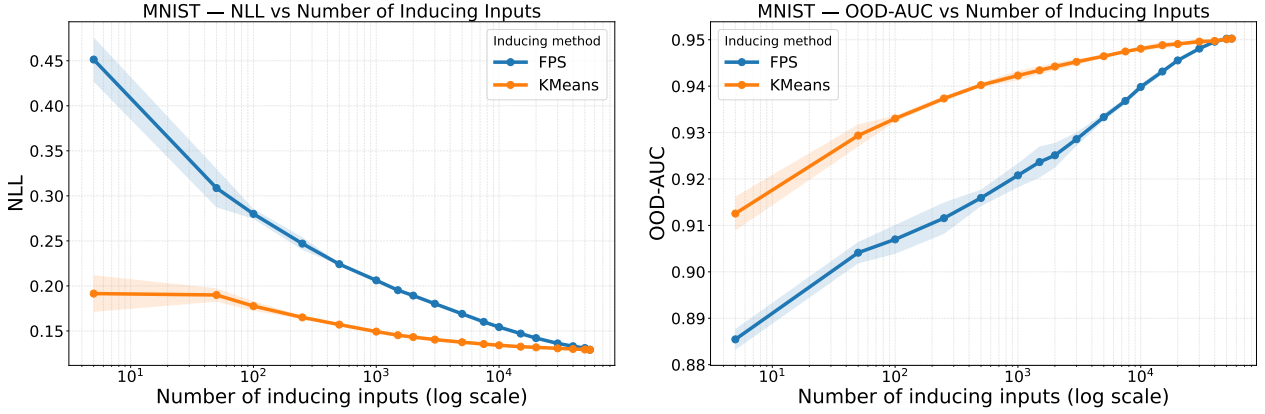 MNIST — NLL vs Number of Inducing Inputs
NLL
0.45
0.40
0.35
0.30
0.25
0.20
0.15
Inducing method
FPS
KMeans
10¹
10²
10³
10⁴
Number of inducing inputs (log scale)
MNIST — OOD-AUC vs Number of Inducing Inputs
OOD-AUC
0.95
0.94
0.93
0.92
0.91
0.90
0.89
0.88
Inducing method
FPS
KMeans
10¹
10²
10³
10⁴
Number of inducing inputs (log scale)